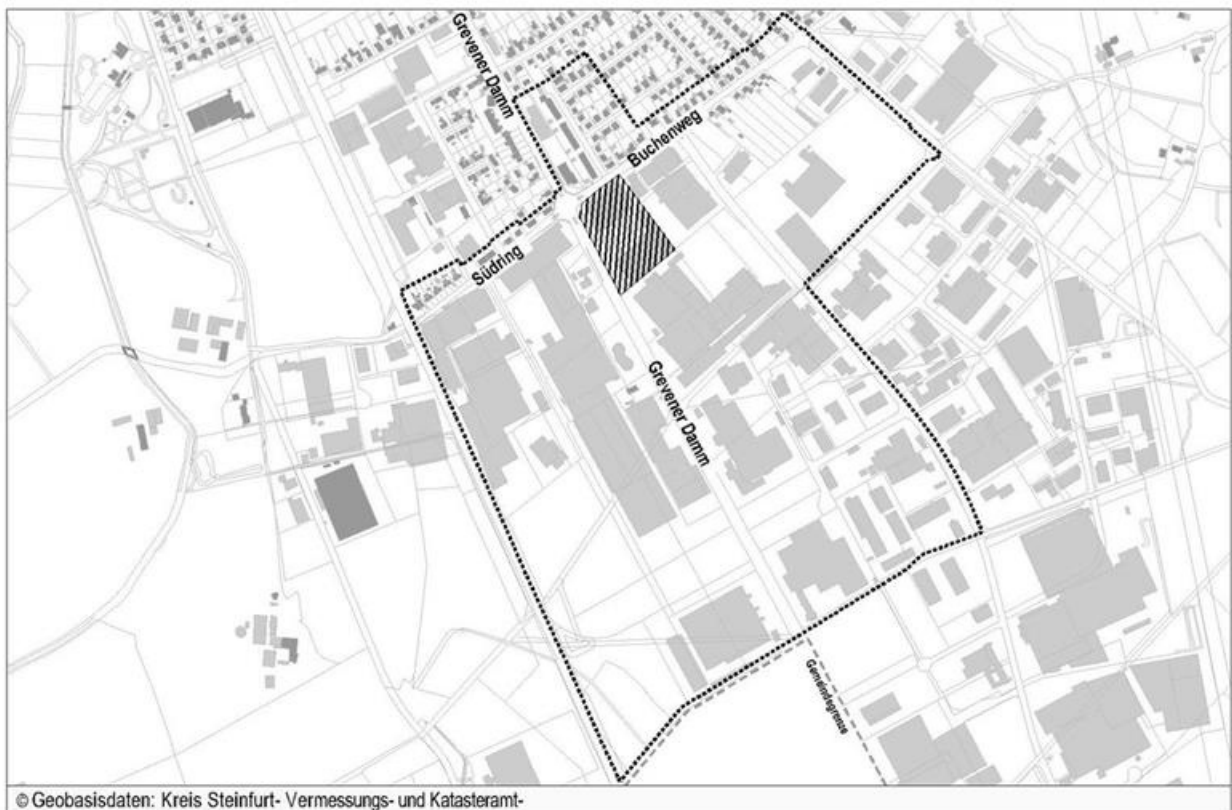 Grevener Damm
Buchenweg
Südring
Grevener Damm
Gemeindegrenze
© Geobasisdaten: Kreis Steinfurt- Vermessungs- und Katasteramt-